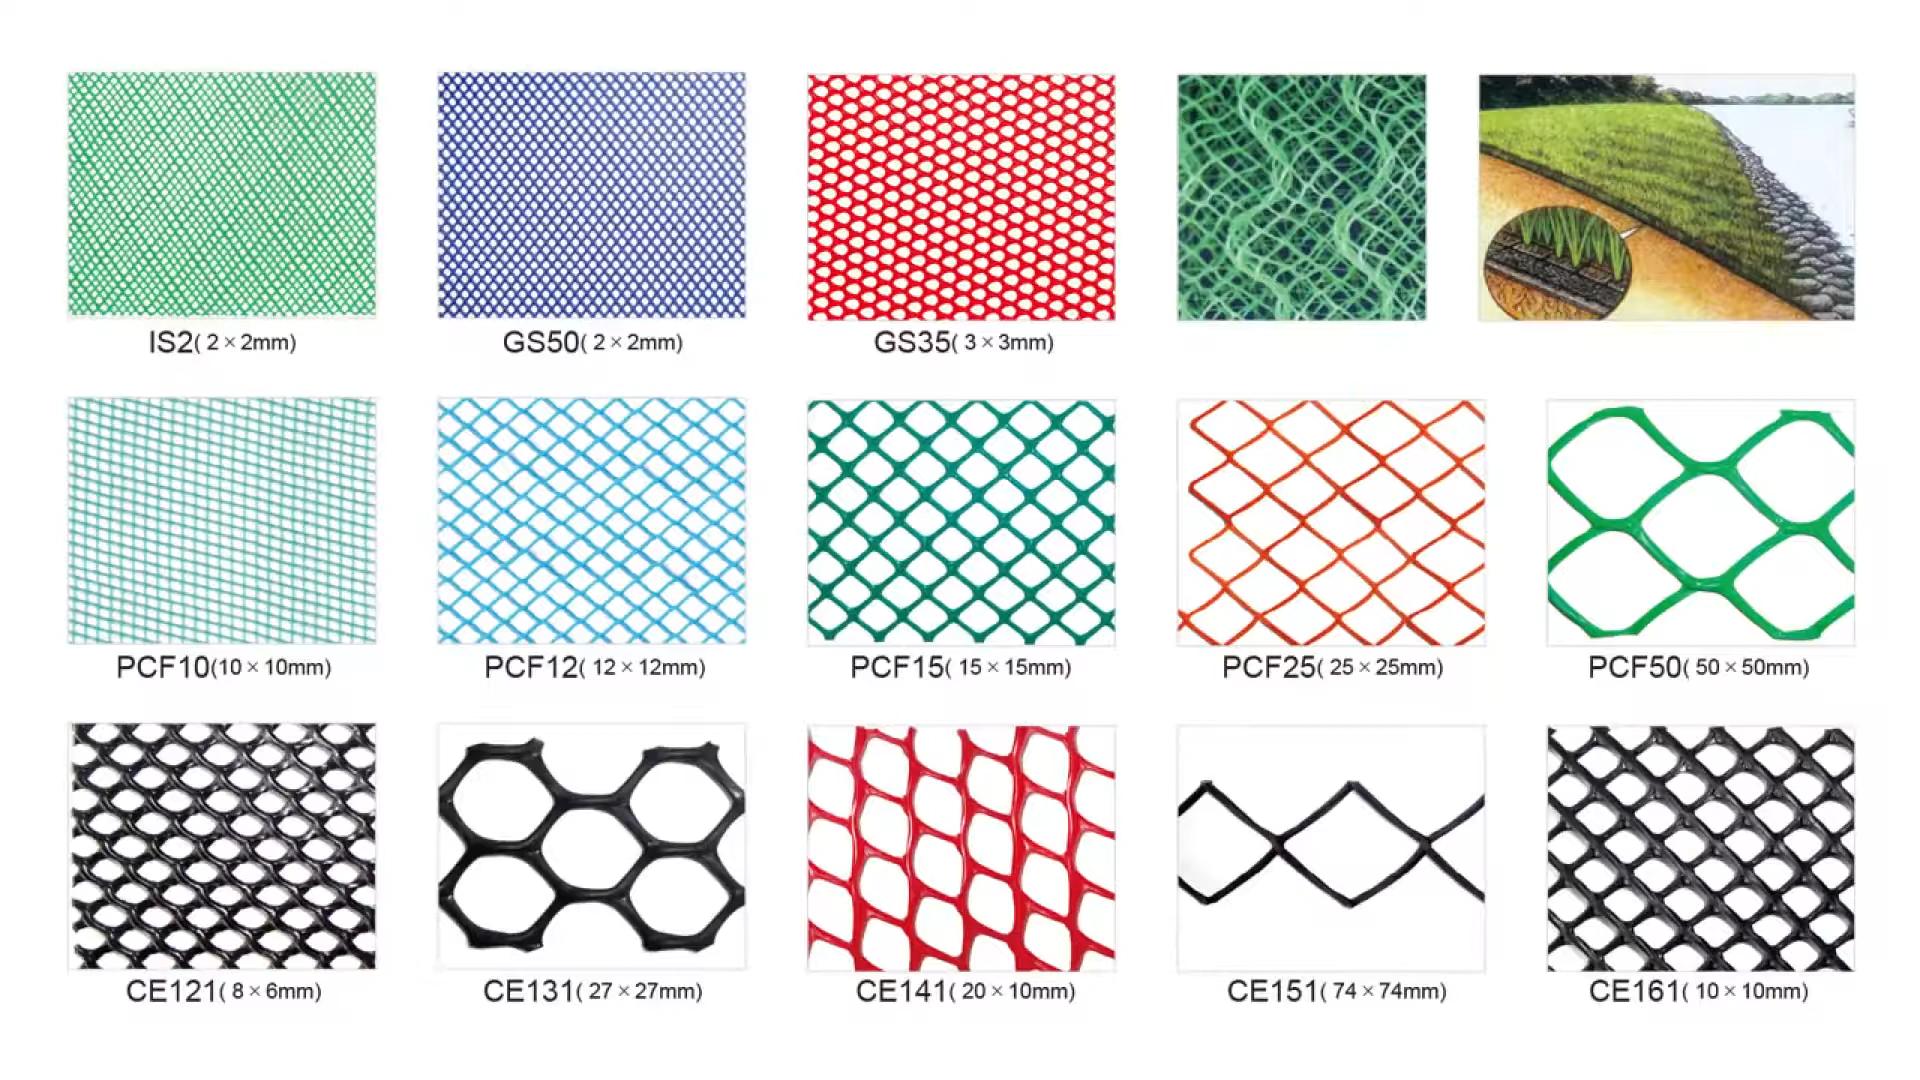 IS2( 2 × 2mm)
GS50( 2 × 2mm)
GS35( 3 × 3mm)
PCF10(10 × 10mm)
PCF12( 12 × 12mm)
PCF15( 15 × 15mm)
PCF25( 25 × 25mm)
PCF50( 50 × 50mm)
CE121( 8 × 6mm)
CE131( 27 × 27mm)
CE141( 20 × 10mm)
CE151( 74 × 74mm)
CE161( 10 × 10mm)